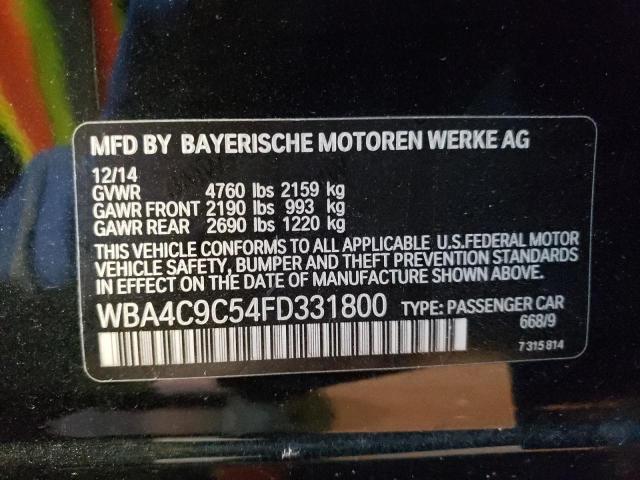 MFD BY BAYERISCHE MOTOREN WERKE AG
12/14
GVWR 4760 lbs 2159 kg
GAWR FRONT 2190 lbs 993 kg
GAWR REAR 2690 lbs 1220 kg
THIS VEHICLE CONFORMS TO ALL APPLICABLE U.S.FEDERAL MOTOR
VEHICLE SAFETY, BUMPER AND THEFT PREVENTION STANDARDS
IN EFFECT ON THE DATE OF MANUFACTURE SHOWN ABOVE.
WBA4C9C54FD331800 TYPE: PASSENGER CAR
668/9
7 315 814